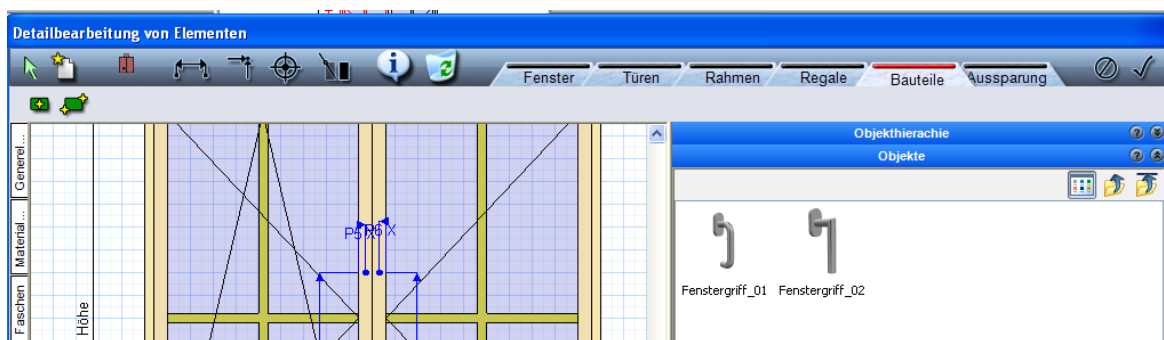 Detailbearbeitung von Elementen
Fenster Türen Rahmen Regale Bauteile Aussparung
Objekthierachie
Objekte
Generel...
Material ...
Faschen
Höhe
P5 X
P6 X
Fenstergriff_01 Fenstergriff_02